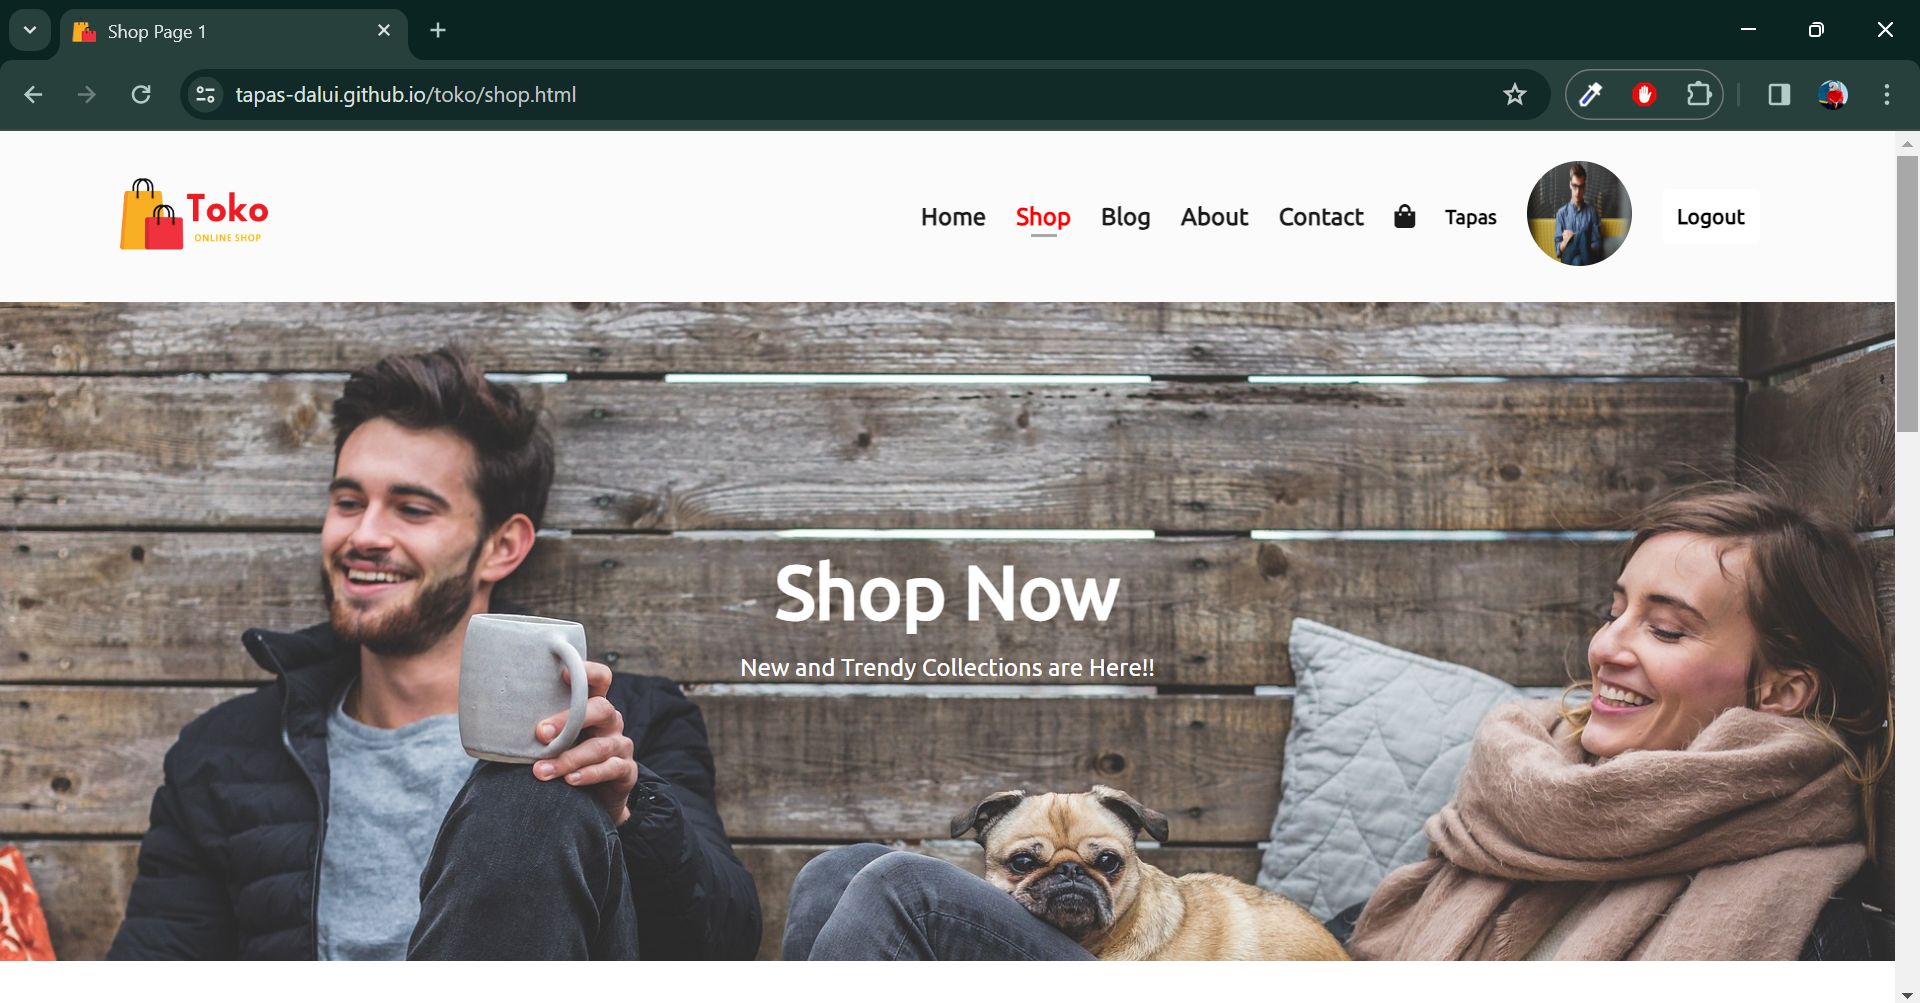 Shop Page 1
tapas-dalui.github.io/toko/shop.html
Toko
ONLINE SHOP
Home
Shop
Blog
About
Contact
Tapas
Logout
Shop Now
New and Trendy Collections are Here!!